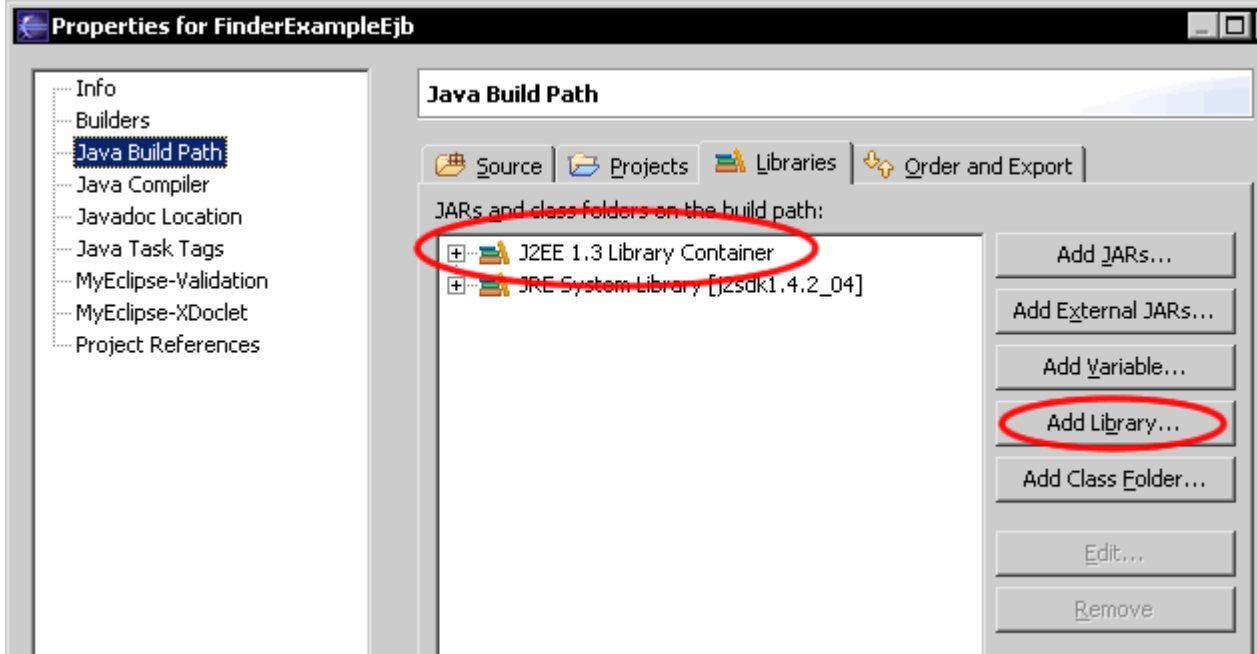 Properties for FinderExampleEjb
Info
Builders
Java Build Path
Java Compiler
Javadoc Location
Java Task Tags
MyEclipse-Validation
MyEclipse-XDoclet
Project References
Java Build Path
Source
Projects
Libraries
Order and Export
JARs and class folders on the build path:
J2EE 1.3 Library Container
JRE System Library [j2sdk1.4.2_04]
Add JARs...
Add External JARs...
Add Variable...
Add Library...
Add Class Folder...
Edit...
Remove